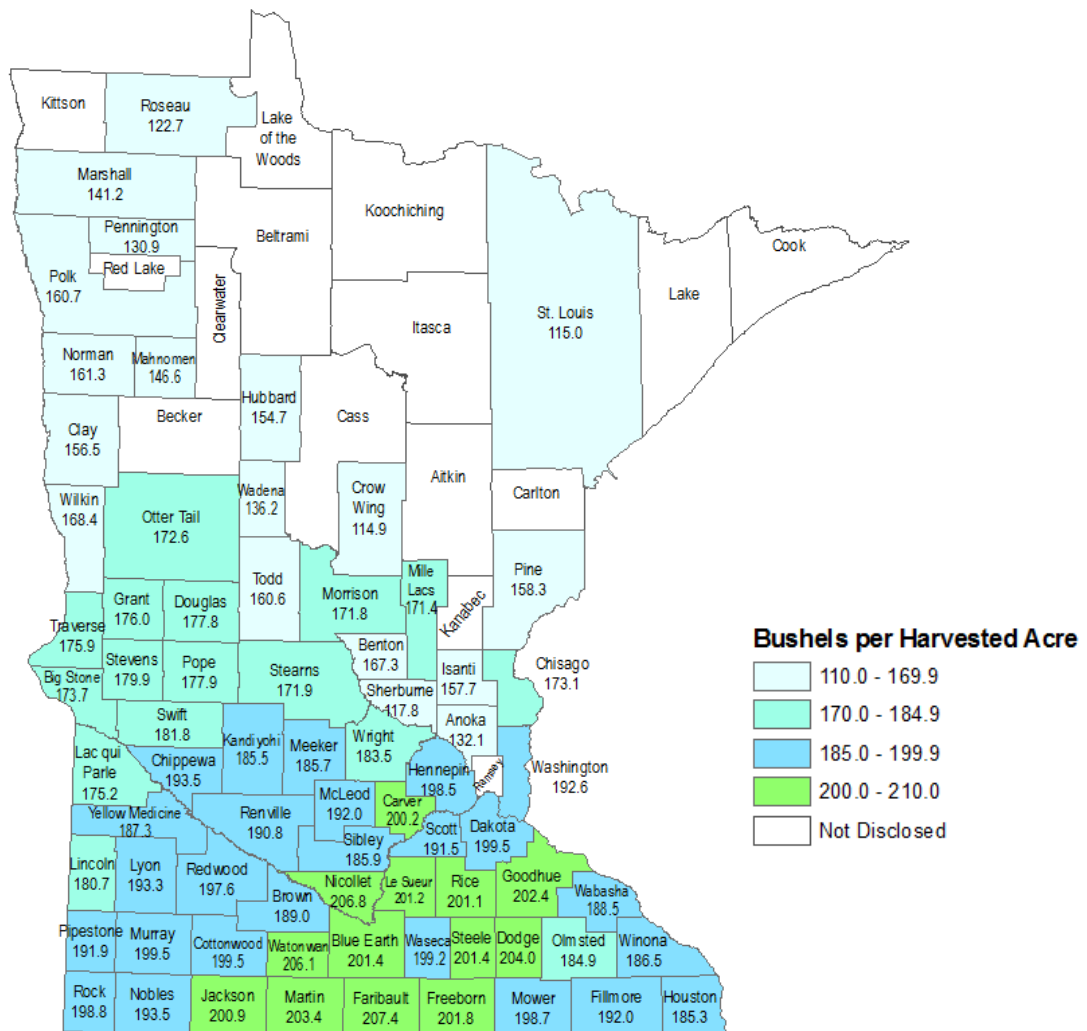 Kittson
Roseau
122.7
Lake
of the
Woods
Marshall
141.2
Koochiching
Pennington
130.9
Beltrami
Cook
Red Lake
Polk
160.7
Clearwater
Lake
St. Louis
115.0
Itasca
Norman
161.3
Mahnomen
146.6
Hubbard
154.7
Becker
Cass
Clay
156.5
Aitkin
Wilkin
168.4
Wadena
136.2
Crow
Wing
114.9
Carlton
Otter Tail
172.6
Pine
158.3
Todd
160.6
Mille
Lacs
171.4
Morrison
171.8
Grant
176.0
Douglas
177.8
Kanabec
Traverse
175.9
Benton
167.3
Stevens
179.9
Pope
177.9
Stearns
171.9
Isanti
157.7
Chisago
173.1
Big Stone
173.7
Sherburne
117.8
Swift
181.8
Anoka
132.1
Kandiyohi
185.5
Meeker
185.7
Wright
183.5
Lac qui
Parle
175.2
Chippewa
193.5
Hennepin
198.5
Ramsey
Washington
192.6
McLeod
192.0
Carver
200.2
Yellow Medicine
187.3
Renville
190.8
Scott
191.5
Dakota
199.5
Sibley
185.9
Lincoln
180.7
Lyon
193.3
Redwood
197.6
Nicollet
206.8
Le Sueur
201.2
Rice
201.1
Goodhue
202.4
Brown
189.0
Wabasha
188.5
Pipestone
191.9
Murray
199.5
Cottonwood
199.5
Watonwan
206.1
Blue Earth
201.4
Waseca
199.2
Steele
201.4
Dodge
204.0
Olmsted
184.9
Winona
186.5
Rock
198.8
Nobles
193.5
Jackson
200.9
Martin
203.4
Faribault
207.4
Freeborn
201.8
Mower
198.7
Fillmore
192.0
Houston
185.3
Bushels per Harvested Acre
110.0 - 169.9
170.0 - 184.9
185.0 - 199.9
200.0 - 210.0
Not Disclosed